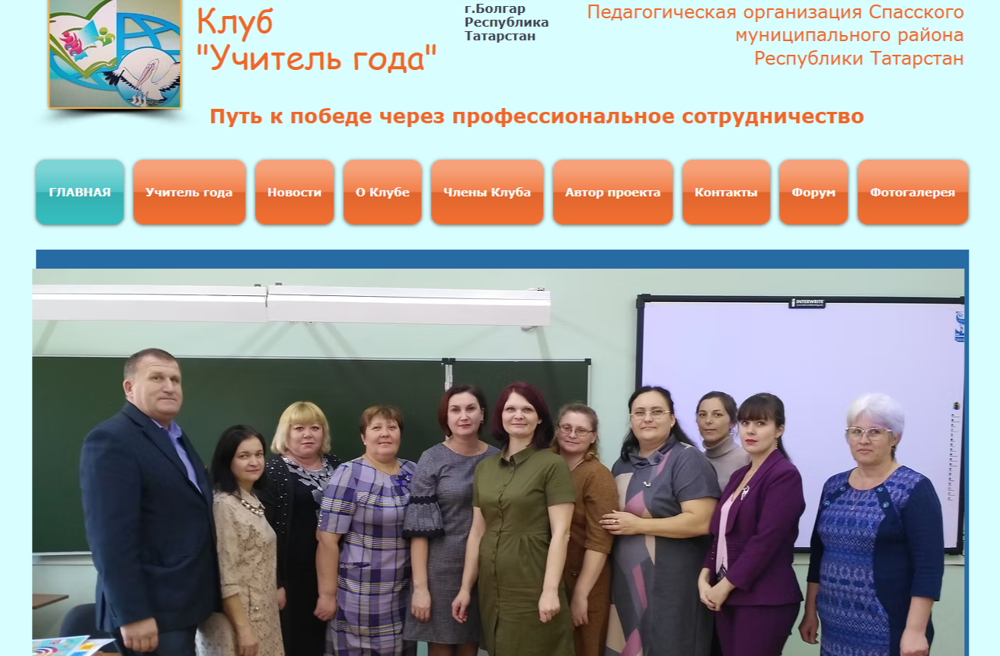 Клуб
"Учитель года"
г.Болгар
Республика
Татарстан
Педагогическая организация Спасского
муниципального района
Республики Татарстан
Путь к победе через профессиональное сотрудничество
ГЛАВНАЯ
Учитель года
Новости
О Клубе
Члены Клуба
Автор проекта
Контакты
Форум
Фотогалерея
INTERWRITE